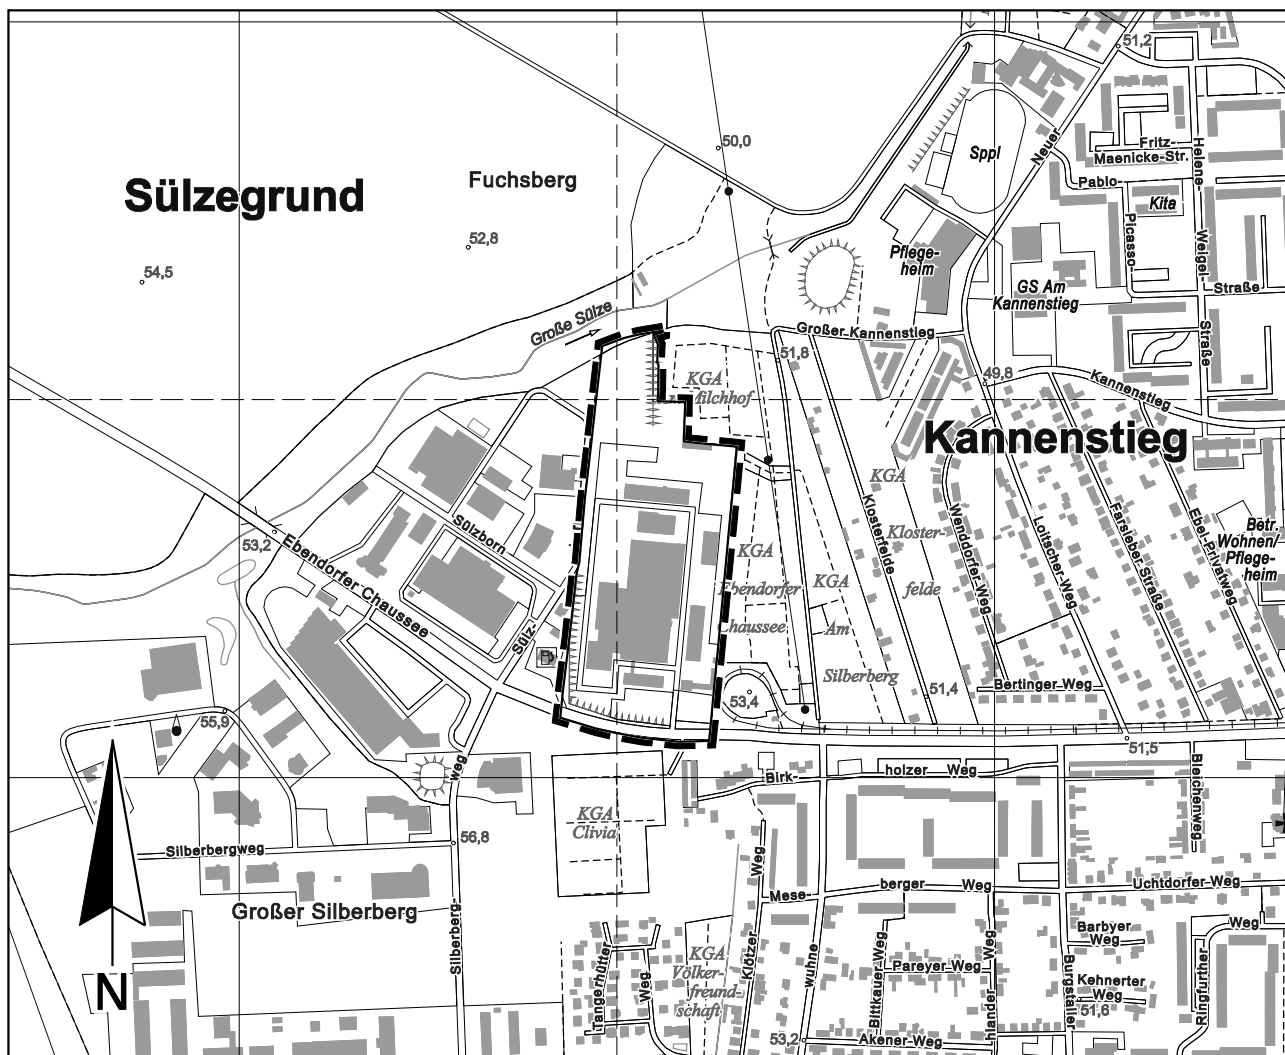 51,2
50,0
Sppl
Neuer
Fritz-
Maenicke-Str.
Helene-
Weigel-
Straße
Pablo-
Picasso-
Straße
Kita
Sülzegrund
Fuchsberg
52,8
54,5
Pflege-
heim
GS Am
Kannenstieg
Große Sülze
Großer Kannenstieg
51,8
49,8
Kannenstieg
KGA
Milchhof
Kannenstieg
KGA
Kloster-
felde
Klosterfelde
Wenddorfer-Weg
Loitscher-Weg
Farsleber-Straße
Ebel-Privatweg
Betr.
Wohnen/
Pflege-
heim
53,2
Ebendorfer Chaussee
Sülzborn
Sülz-
weg
KGA
Ebendorfer
Chaussee
KGA
Am
Silberberg
53,4
51,4
Bertinger Weg
51,5
55,9
Birk-
holzer Weg
Bleichenweg
KGA
Clivia
56,8
Silberbergweg
Großer Silberberg
Silberberg-
Mese-
berger Weg
Uchtdorfer Weg
Klötzer
Weg
wuhne
Barbyer
Weg
Weg
Ringfurther
KGA
Völker-
freund-
schaft
Tangerhütter
Weg
Bittkauer Weg
Pareyer Weg
hlander Weg
Burgstaller
Kehnerter
Weg
51,6
53,2
Akener-Weg
N